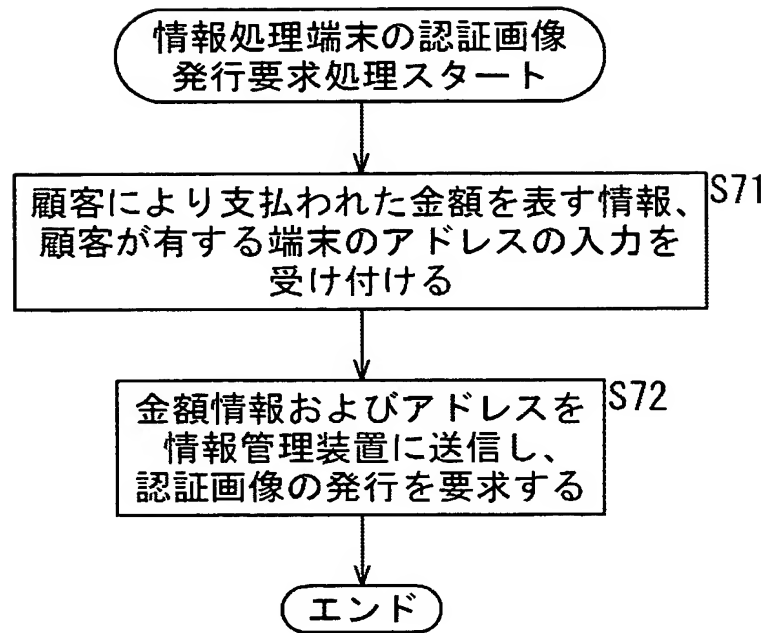 情報処理端末の認証画像
発行要求処理スタート
顧客により支払われた金額を表す情報、
顧客が有する端末のアドレスの入力を
受け付ける
S71
金額情報およびアドレスを
情報管理装置に送信し、
認証画像の発行を要求する
S72
エンド